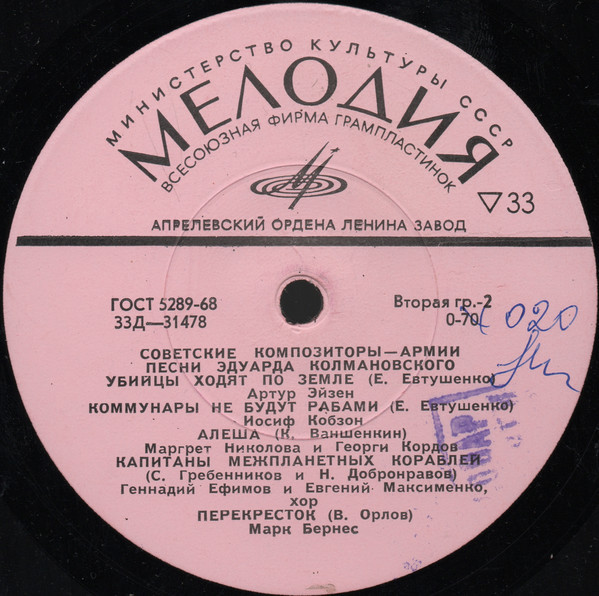 МИНИСТЕРСТВО КУЛЬТУРЫ СССР
МЕЛОДИЯ
ВСЕСОЮЗНАЯ ФИРМА ГРАМПЛАСТИНОК
▽33
АПРЕЛЕВСКИЙ ОРДЕНА ЛЕНИНА ЗАВОД
ГОСТ 5289-68
Вторая гр.-2
33Д—31478
0-70
020
СОВЕТСКИЕ КОМПОЗИТОРЫ—АРМИИ
ПЕСНИ ЭДУАРДА КОЛМАНОВСКОГО
УБИЙЦЫ ХОДЯТ ПО ЗЕМЛЕ (Е. Евтушенко)
Артур Эйзен
КОММУНАРЫ НЕ БУДУТ РАБАМИ (Е. Евтушенко)
Иосиф Кобзон
АЛЕША (К. Ваншенкин)
Маргрет Николова и Георги Кордов
КАПИТАНЫ МЕЖПЛАНЕТНЫХ КОРАБЛЕЙ
(С. Гребенников и Н. Добронравов)
Геннадий Ефимов и Евгений Максименко,
хор
ПЕРЕКРЕСТОК (В. Орлов)
Марк Бернес